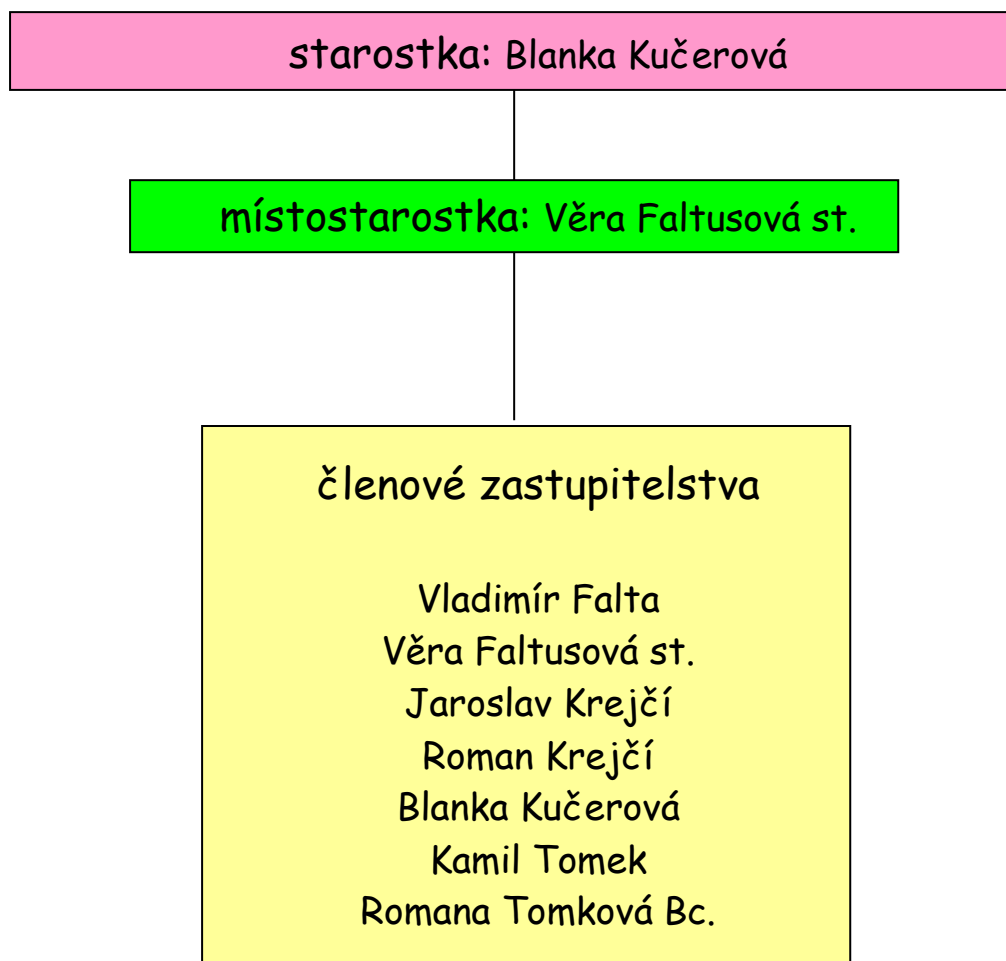 starostka: Blanka Kučerová
místostarostka: Věra Faltusová st.
členové zastupitelstva
Vladimír Falta
Věra Faltusová st.
Jaroslav Krejčí
Roman Krejčí
Blanka Kučerová
Kamil Tomek
Romana Tomková Bc.